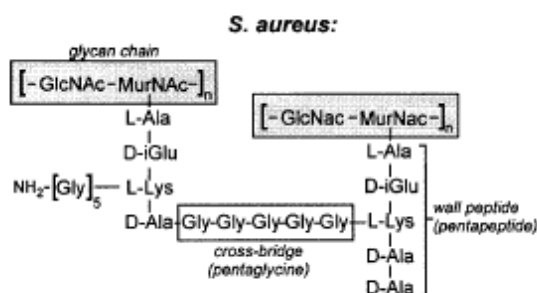 S. aureus:
glycan chain
[-GlcNAc-MurNAc-]n
[-GlcNac-MurNac-]n
L-Ala
L-Ala
D-iGlu
D-iGlu
NH2-[Gly]5-L-Lys
D-Ala-Gly-Gly-Gly-Gly-Gly-L-Lys
wall peptide
(pentapeptide)
cross-bridge
(pentaglycine)
D-Ala
D-Ala